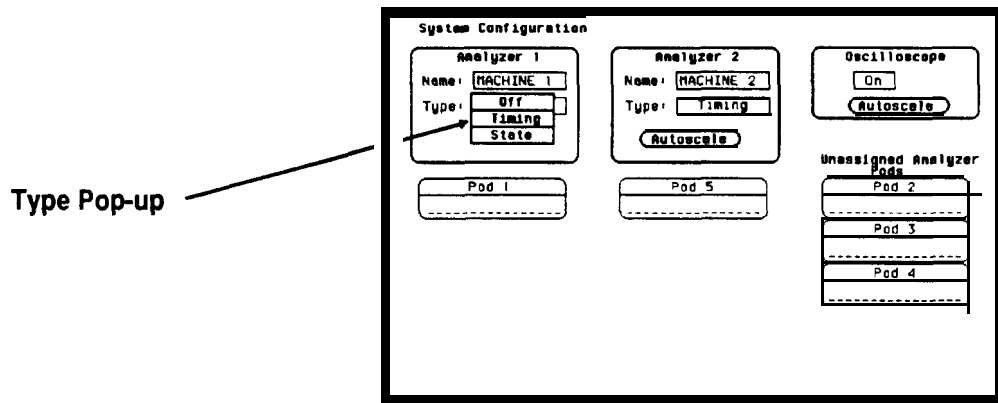 System Configuration
Analyzer 1
Name: MACHINE 1
Type:
Off
Timing
State
Analyzer 2
Name: MACHINE 2
Type: Timing
Autoscale
Oscilloscope
On
Autoscale
Type Pop-up
Pod 1
Pod 5
Unassigned Analyzer
Pods
Pod 2
Pod 3
Pod 4